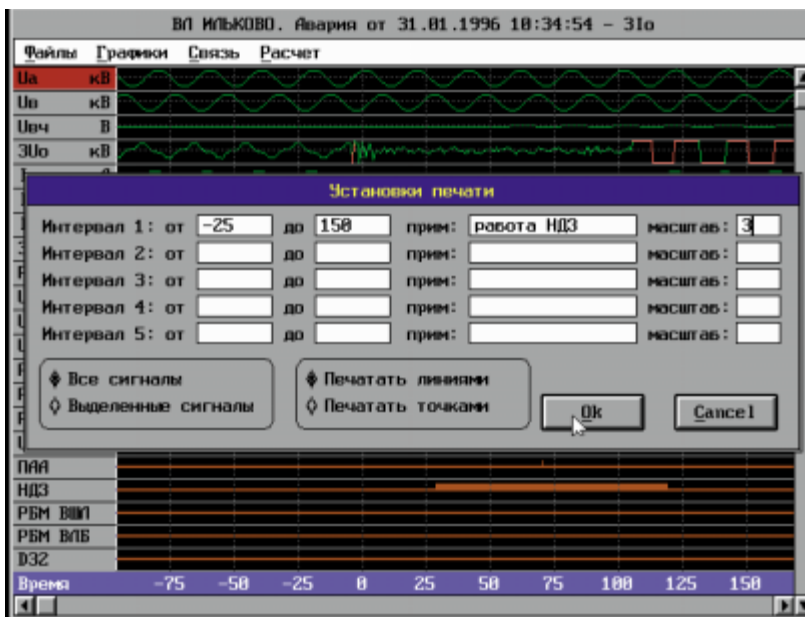 ВЛ ИЛЬКОВО. Авария от 31.01.1996 10:34:54 - 3Io
Файлы Графики Связь Расчет
Uа кВ
Uв кВ
Uвч В
3Uо кВ
Установки печати
Интервал 1: от -25 до 150 прим: работа НДЗ масштаб: 3
Интервал 2: от до прим: масштаб:
Интервал 3: от до прим: масштаб:
Интервал 4: от до прим: масштаб:
Интервал 5: от до прим: масштаб:
Все сигналы Печатать линиями
Выделенные сигналы Печатать точками
Ok Cancel
ПАА
НДЗ
РБМ ВШЛ
РБМ ВЛБ
D32
Время -75 -50 -25 0 25 50 75 100 125 150